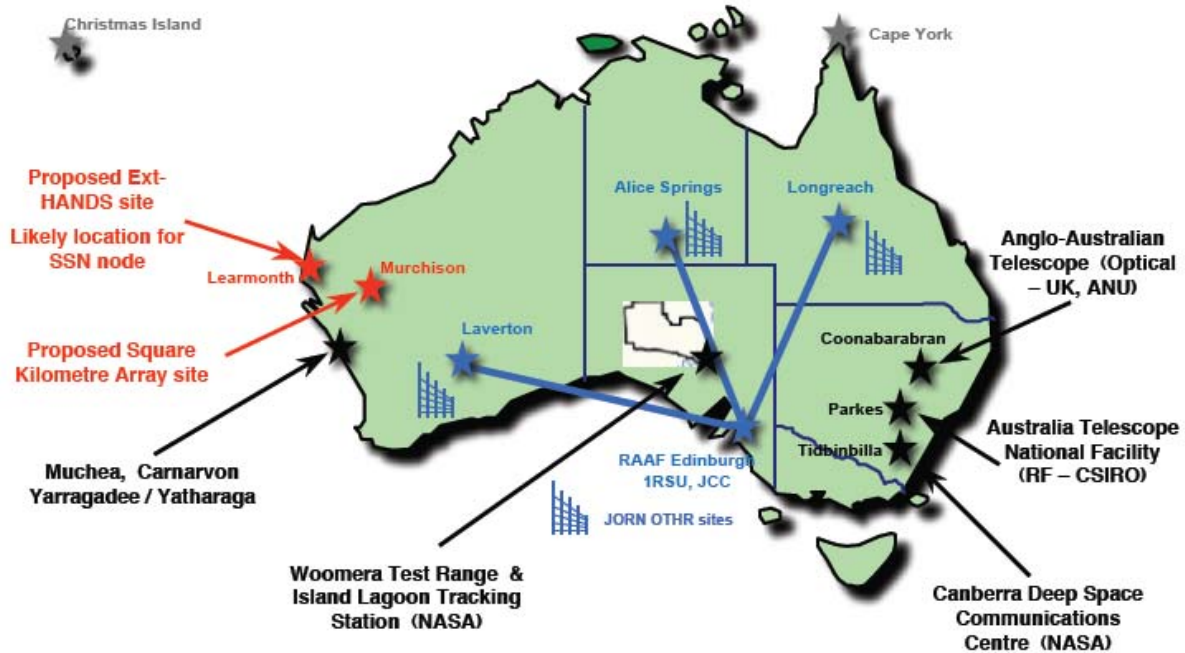 Christmas Island
Cape York
Proposed Ext-
HANDS site
Likely location for
SSN node
Learmonth
Murchison
Alice Springs
Longreach
Anglo-Australian
Telescope (Optical
– UK, ANU)
Proposed Square
Kilometre Array site
Laverton
Coonabarabran
Parkes
Tidbinbilla
Australia Telescope
National Facility
(RF – CSIRO)
Muchea, Carnarvon
Yarragadee / Yatharaga
RAAF Edinburgh
1RSU, JCC
JORN OTHR sites
Woomera Test Range &
Island Lagoon Tracking
Station (NASA)
Canberra Deep Space
Communications
Centre (NASA)